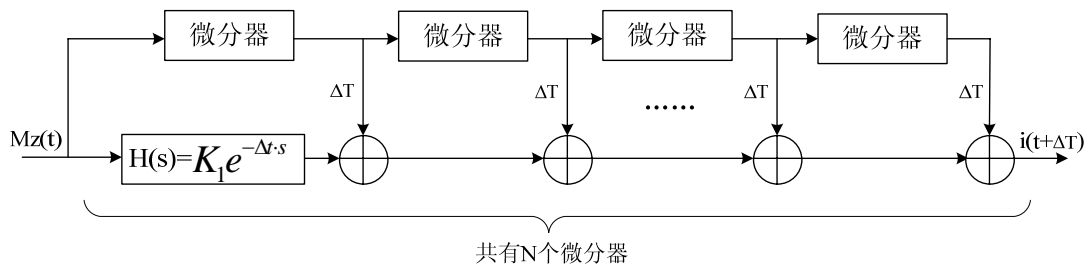 微分器 微分器 微分器 微分器
ΔT ΔT ΔT ΔT
......
Mz(t) i(t+ΔT)
H(s)=K₁e^{-Δt·s}
共有N个微分器